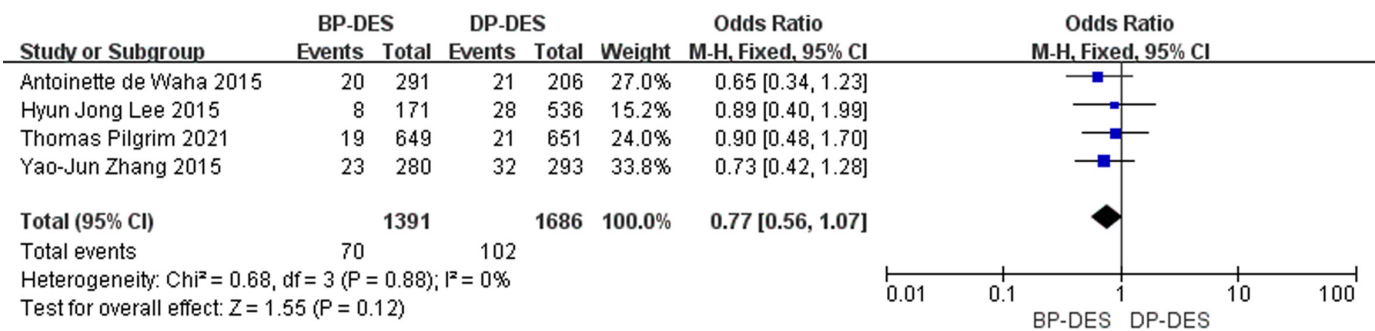 BP-DES DP-DES Odds Ratio Odds Ratio
Study or Subgroup Events Total Events Total Weight M-H, Fixed, 95% CI M-H, Fixed, 95% CI
Antoinette de Waha 2015 20 291 21 206 27.0% 0.65 [0.34, 1.23]
Hyun Jong Lee 2015 8 171 28 536 15.2% 0.89 [0.40, 1.99]
Thomas Pilgrim 2021 19 649 21 651 24.0% 0.90 [0.48, 1.70]
Yao-Jun Zhang 2015 23 280 32 293 33.8% 0.73 [0.42, 1.28]
Total (95% CI) 1391 1686 100.0% 0.77 [0.56, 1.07]
Total events 70 102
Heterogeneity: Chi² = 0.68, df = 3 (P = 0.88); I² = 0%
Test for overall effect: Z = 1.55 (P = 0.12)
0.01 0.1 1 10 100
BP-DES DP-DES